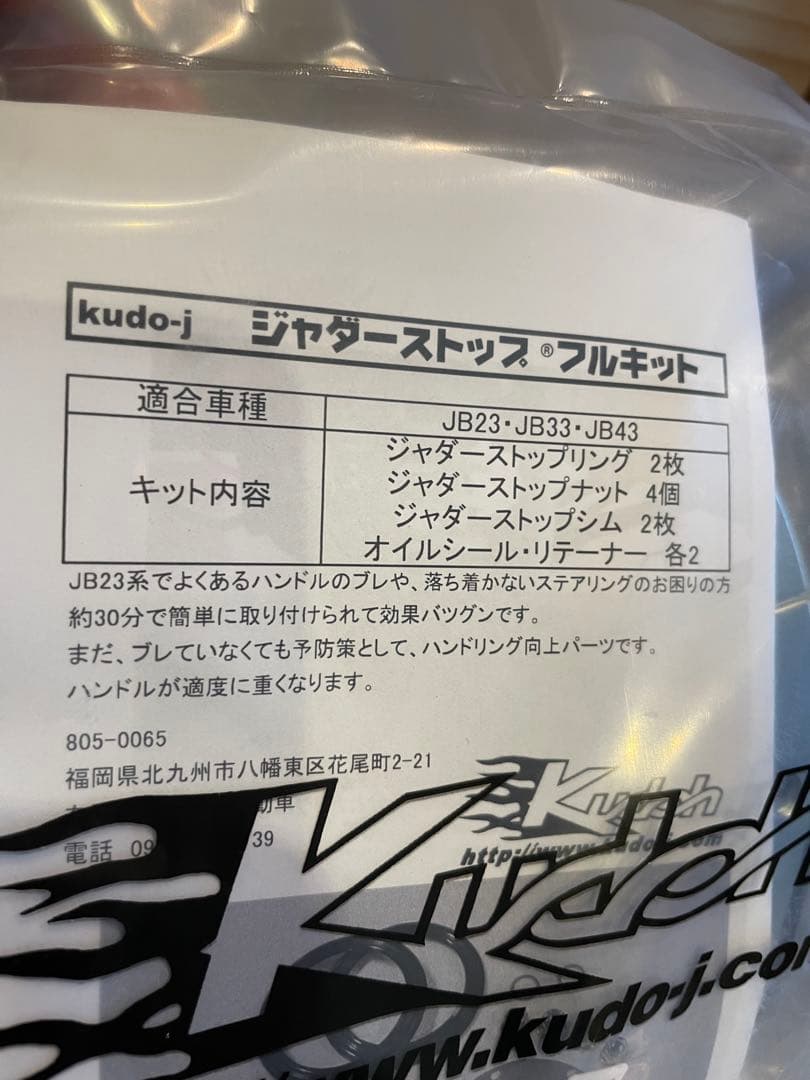 kudo-j ジャダーストップ®フルキット
適合車種 JB23・JB33・JB43
キット内容
ジャダーストップリング 2枚
ジャダーストップナット 4個
ジャダーストップシム 2枚
オイルシール・リテーナー 各2
JB23系でよくあるハンドルのブレや、落ち着かないステアリングのお困りの方
約30分で簡単に取り付けられて効果バツグンです。
まだ、ブレていなくても予防策として、ハンドリング向上パーツです。
ハンドルが適度に重くなります。
805-0065
福岡県北九州市八幡東区花尾町2-21
動車
電話 09 39
Kudoh
http://www.kudo-j.com
Kudoh
www.kudo-j.com